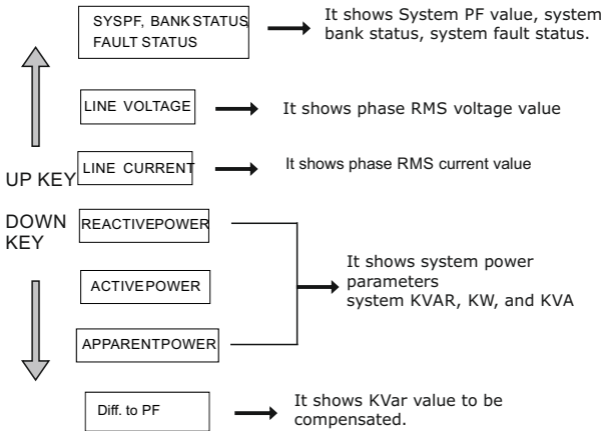 SYSPF, BANK STATUS
FAULT STATUS
It shows System PF value, system
bank status, system fault status.
LINE VOLTAGE
It shows phase RMS voltage value
LINE CURRENT
It shows phase RMS current value
UP KEY
DOWN
KEY
REACTIVEPOWER
ACTIVEPOWER
APPARENTPOWER
It shows system power
parameters
system KVAR, KW, and KVA
Diff. to PF
It shows KVar value to be
compensated.